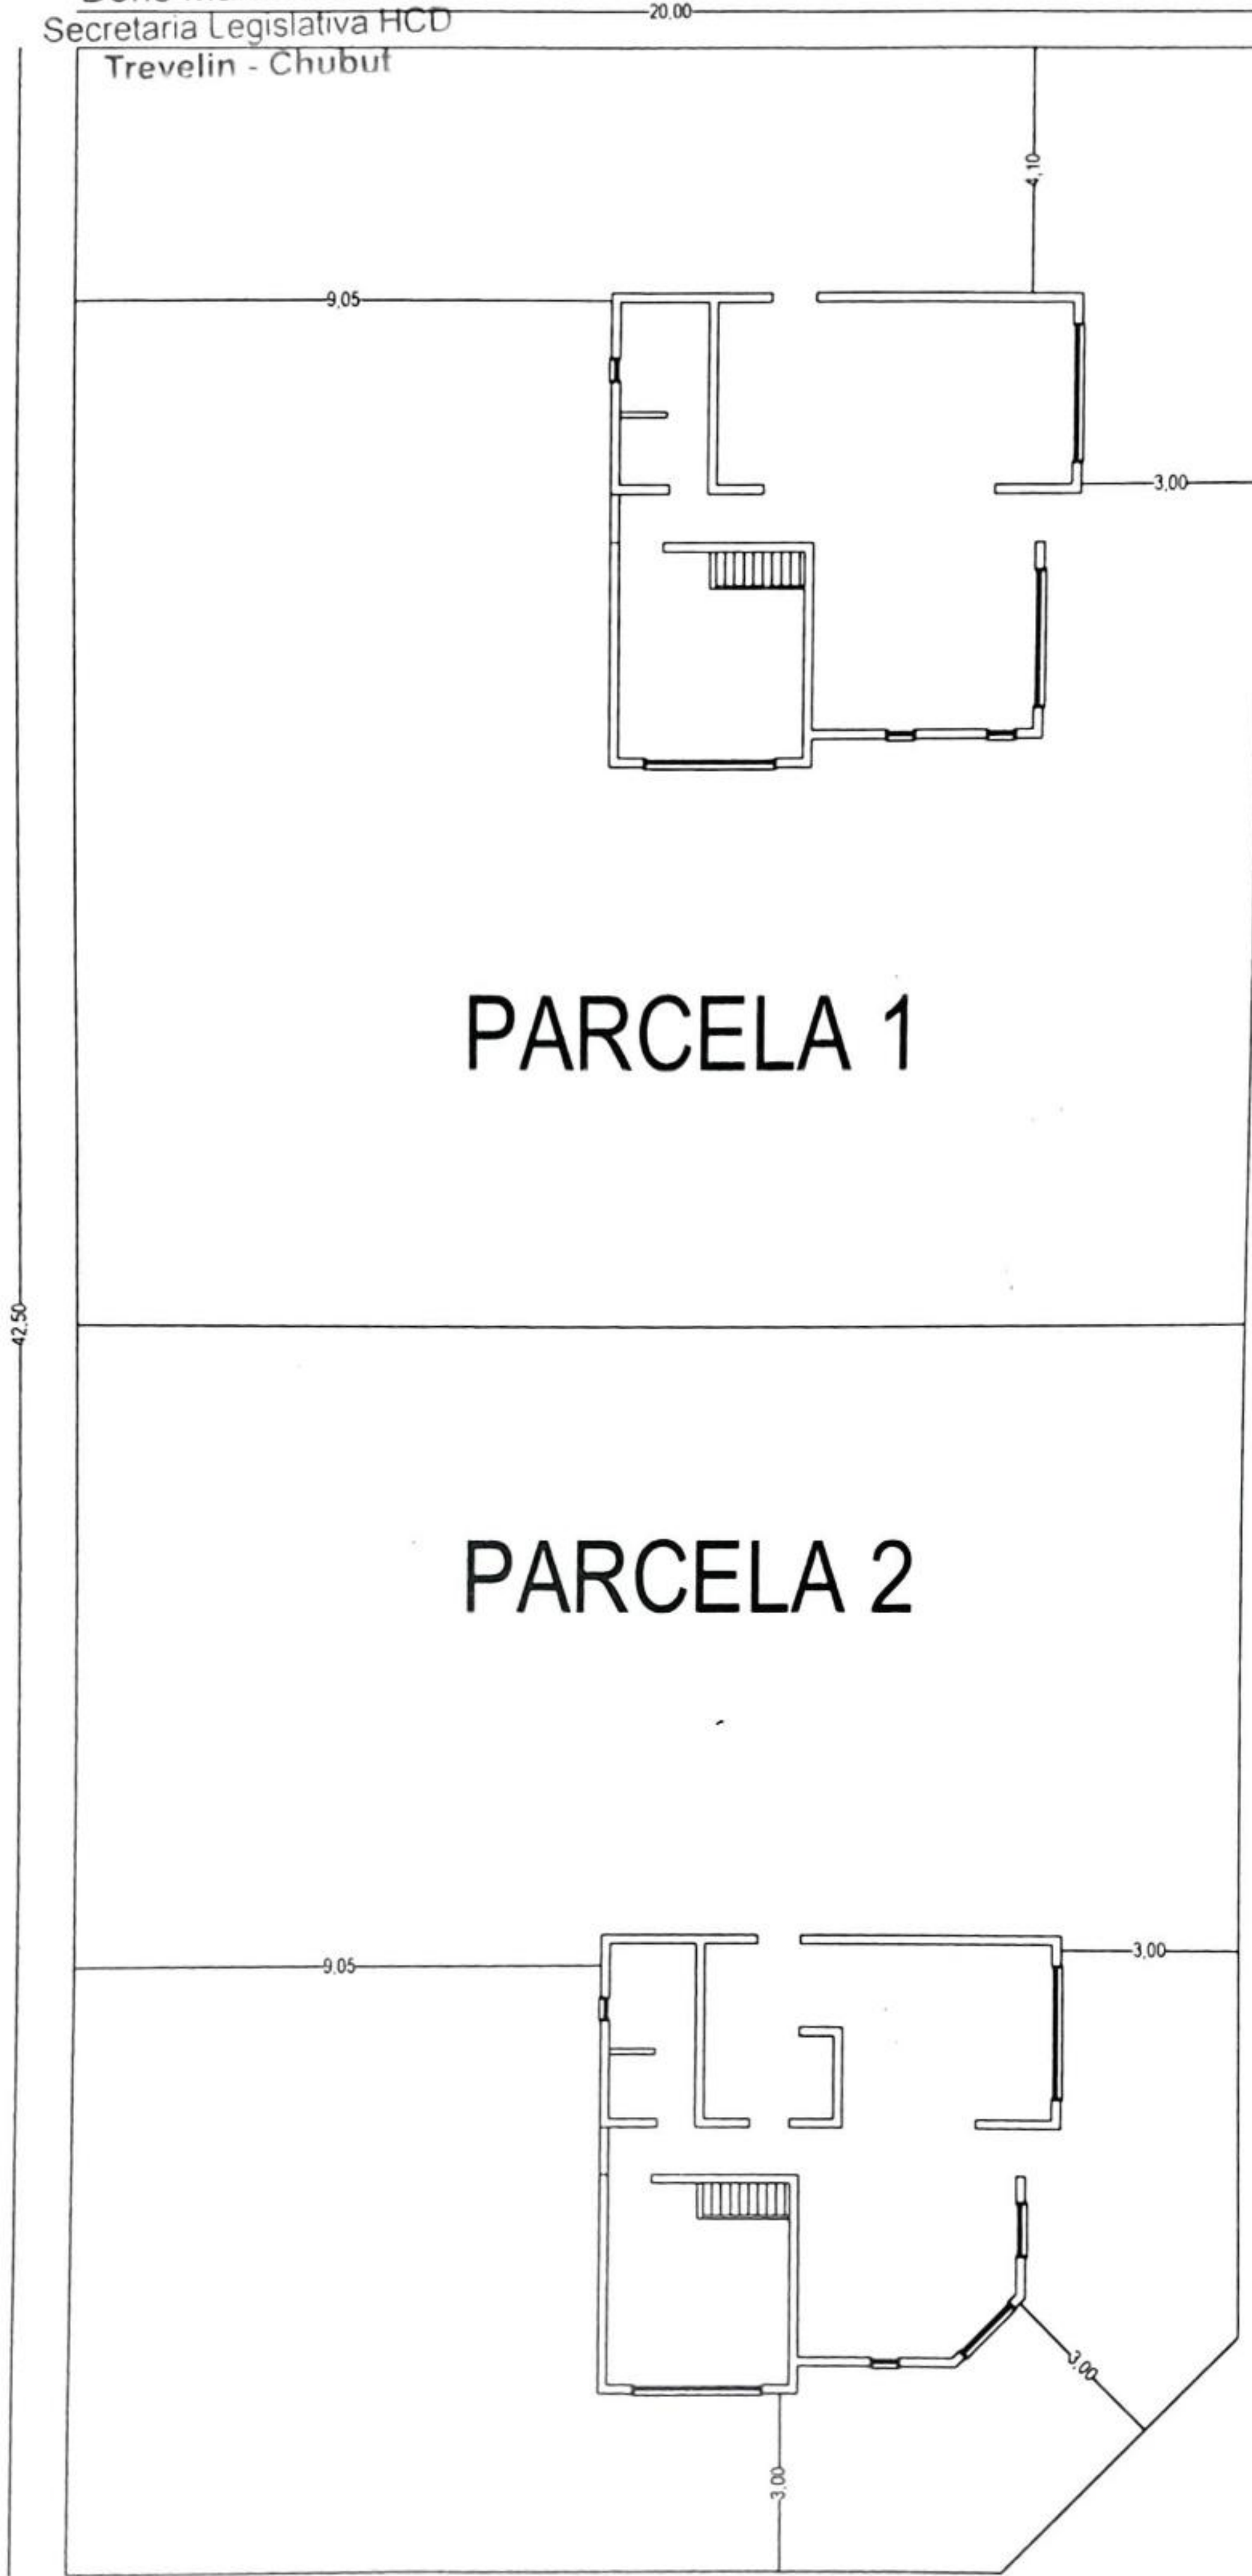 20.00
Secretaria Legislativa HCD
Trevelin - Chubut
4,10
9,05
3,00
PARCELA 1
42.50
PARCELA 2
3,00
9,05
3,00
3,00